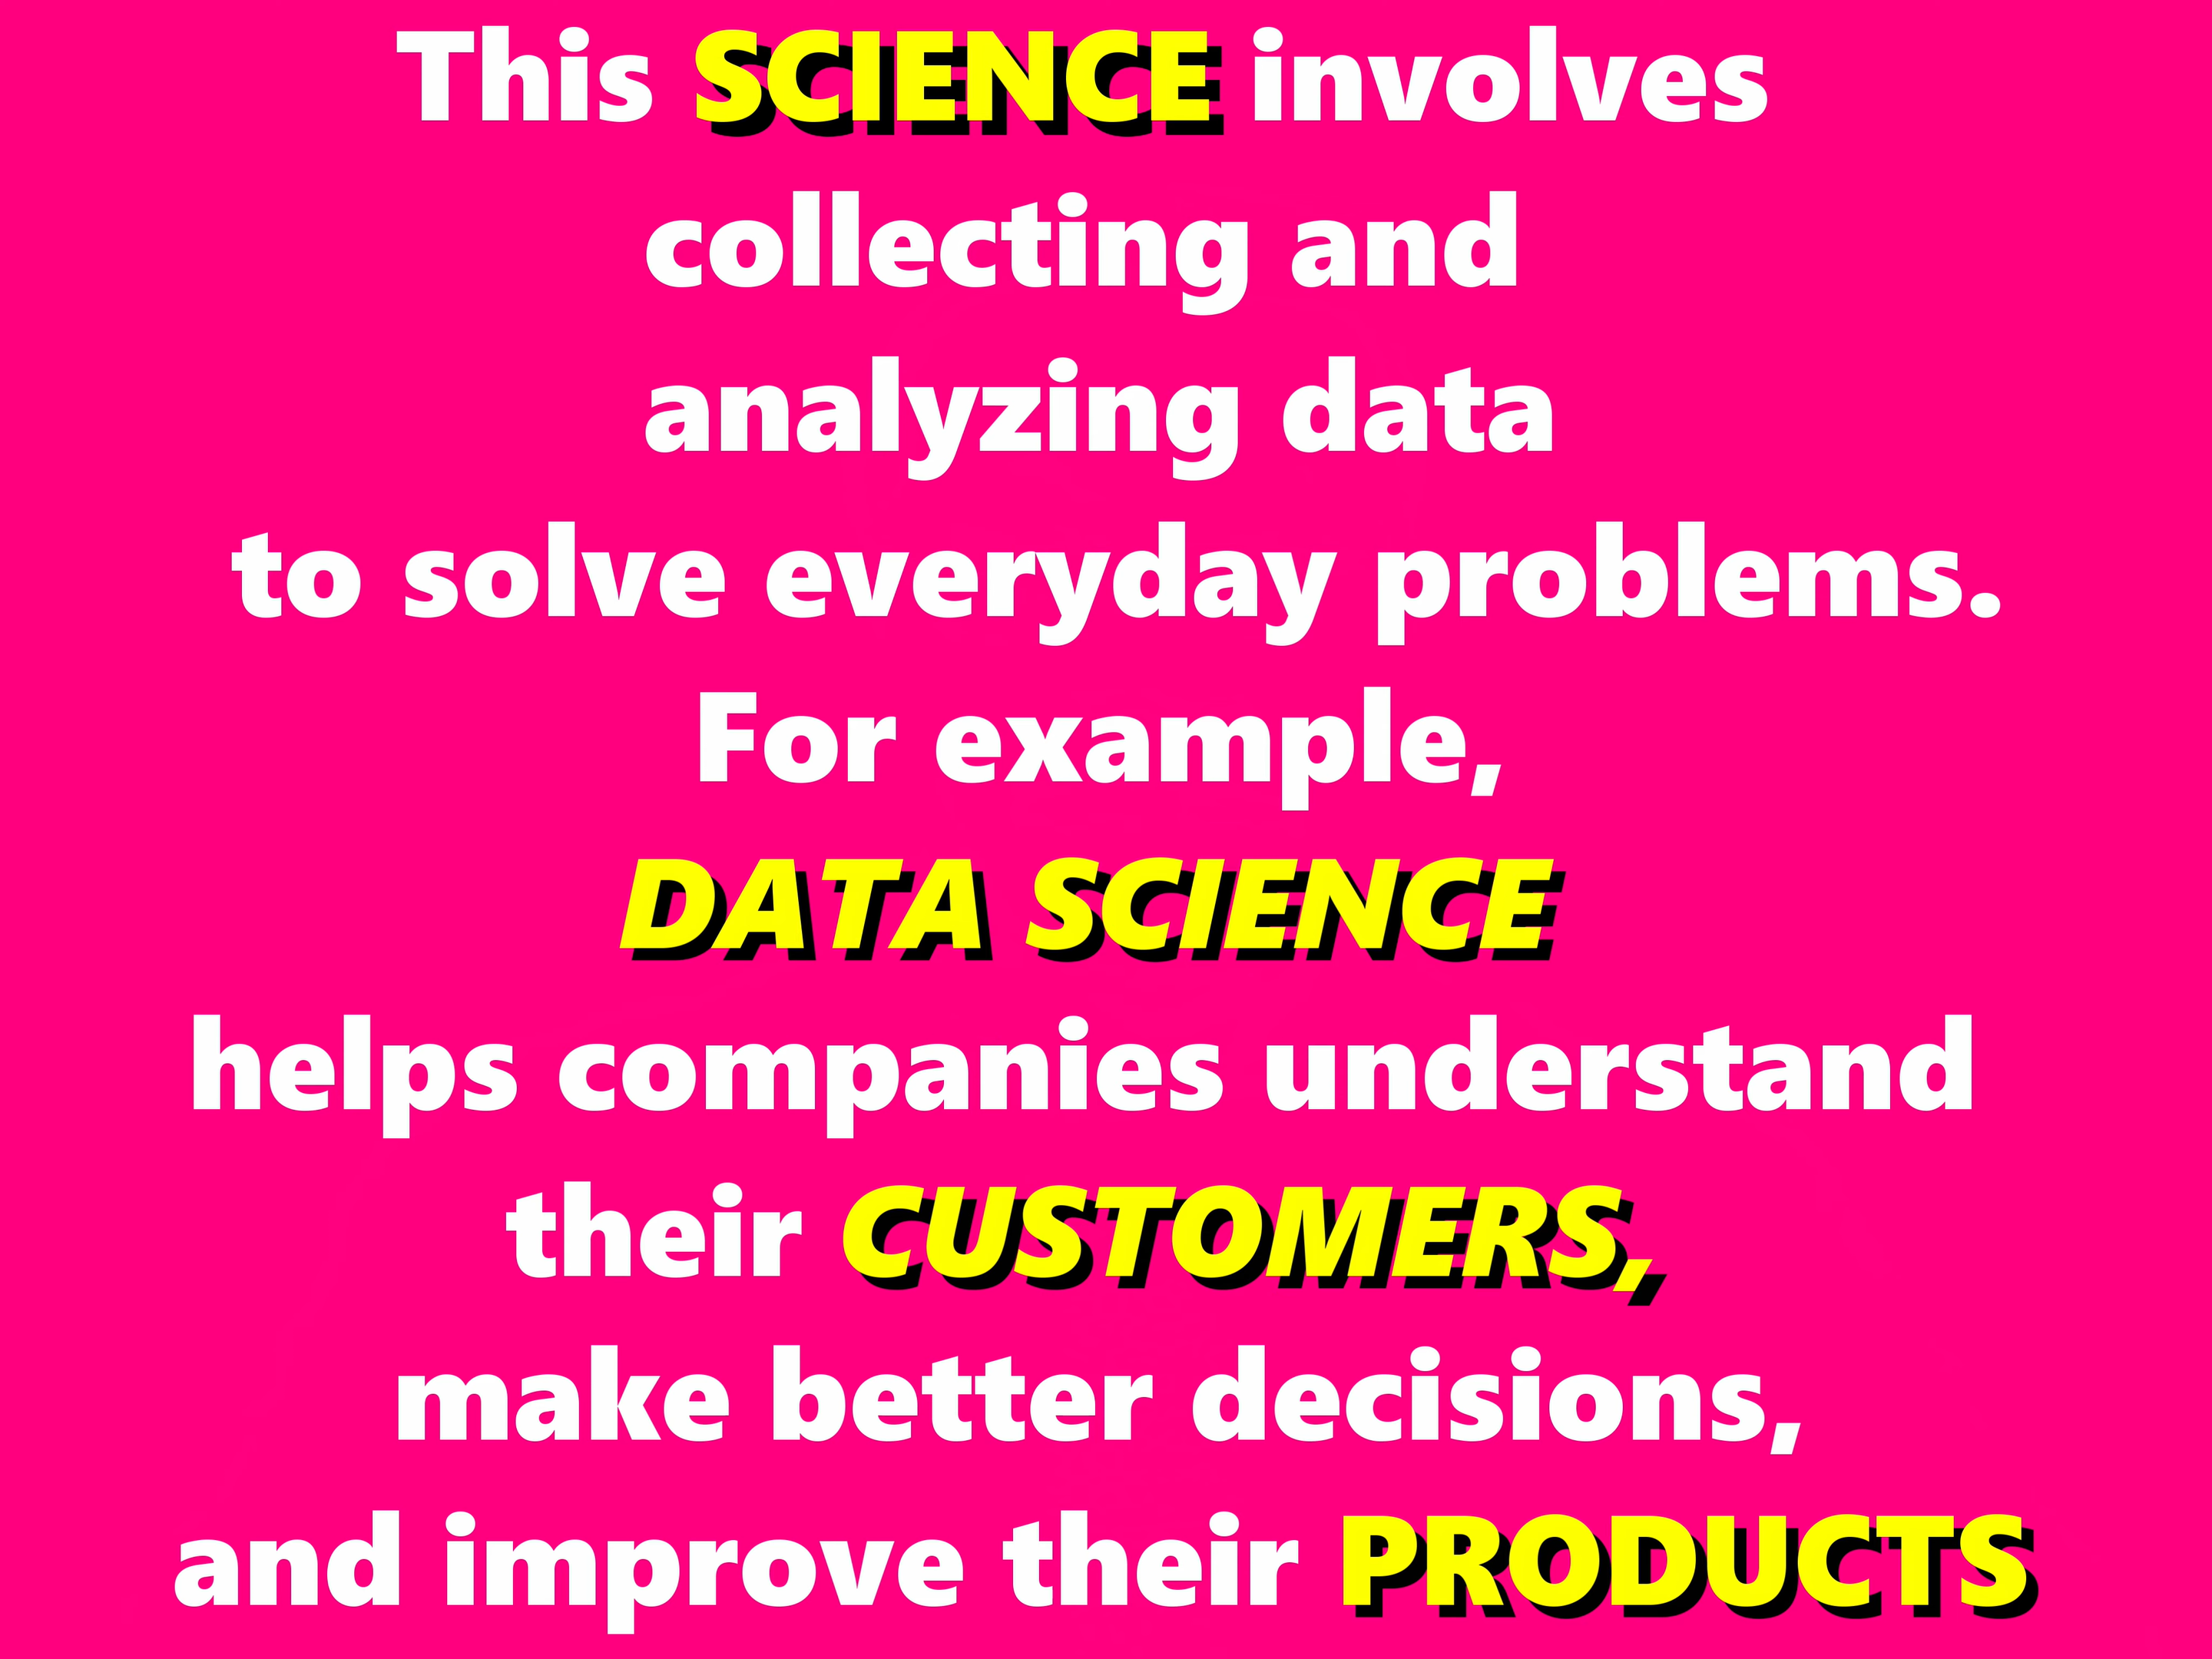 This SCIENCE involves
collecting and
analyzing data
to solve everyday problems.
For example,
DATA SCIENCE
helps companies understand
their CUSTOMERS,
make better decisions,
and improve their PRODUCTS